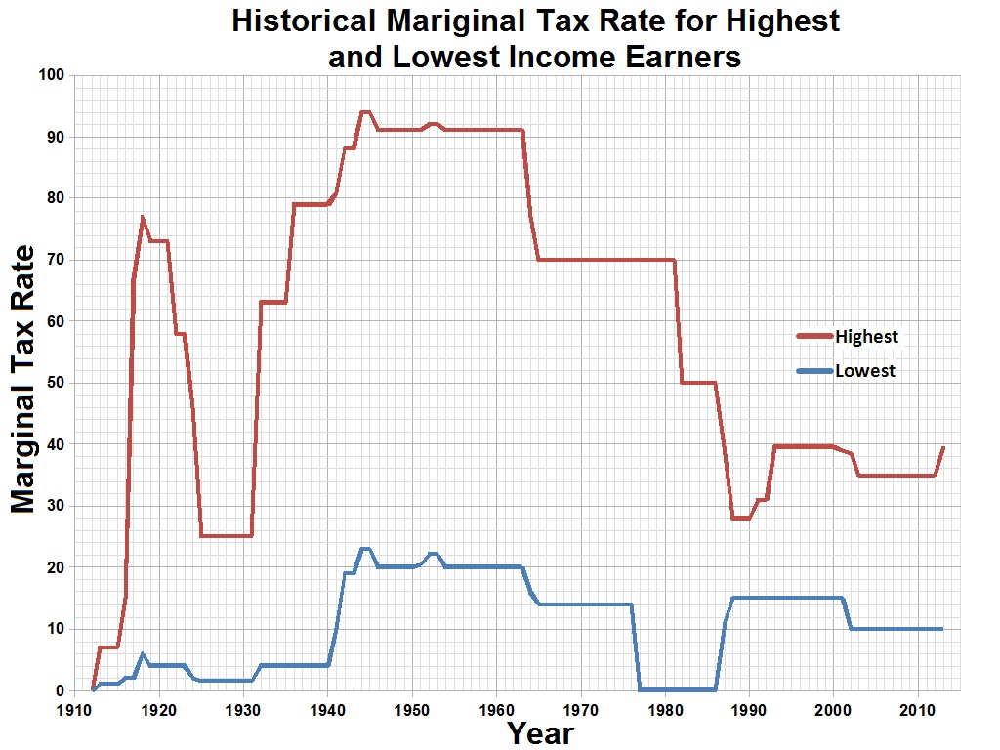 Historical Mariginal Tax Rate for Highest
and Lowest Income Earners
100
90
80
70
60
50
40
30
20
10
0
Marginal Tax Rate
Highest
Lowest
1910 1920 1930 1940 1950 1960 1970 1980 1990 2000 2010
Year